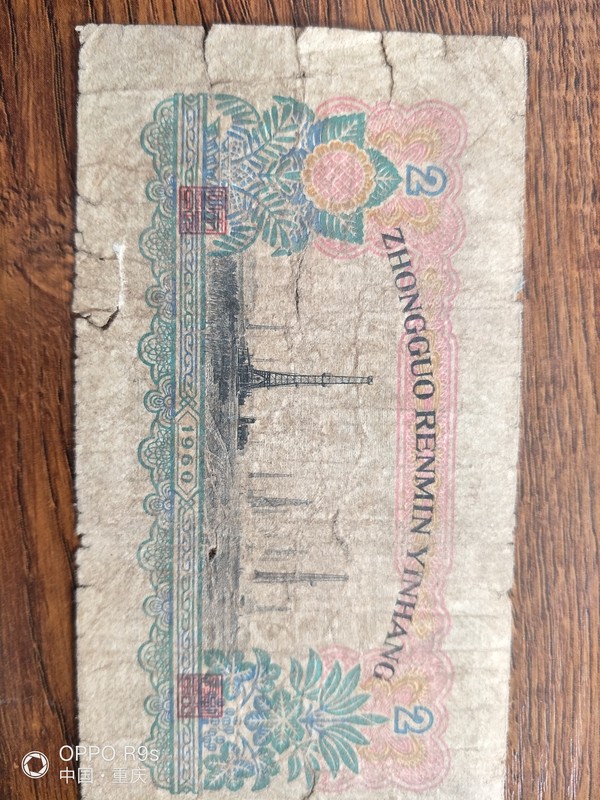 ZHONGGUO RENMIN YINHANG
2
2
1960
OPPO R9s
中国·重庆